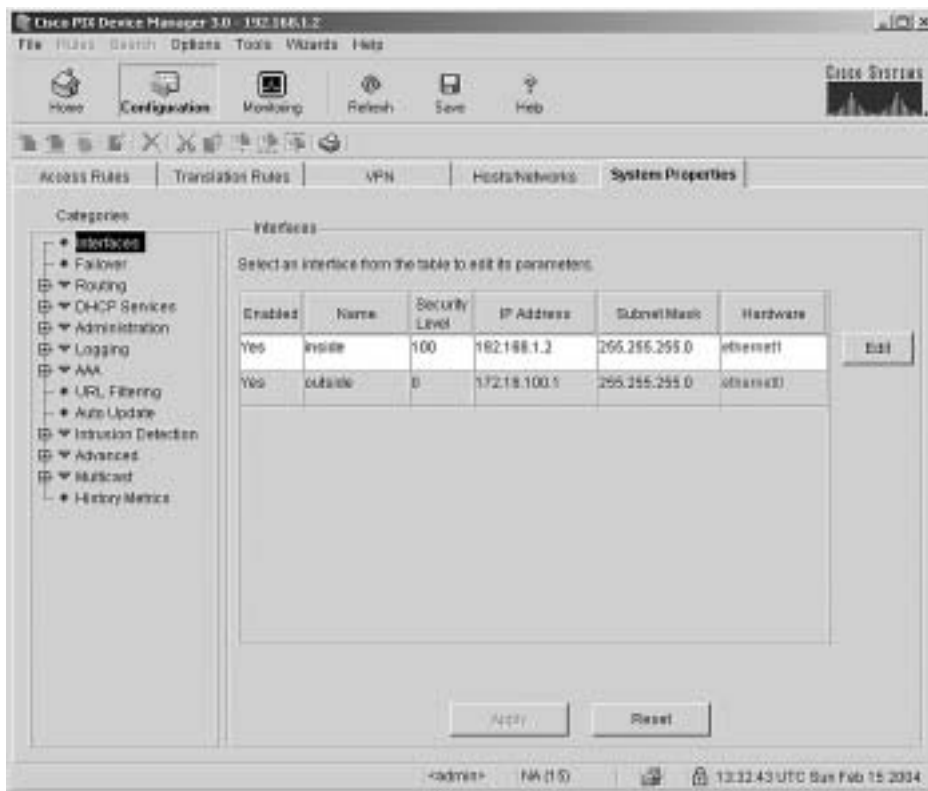 Cisco PIX Device Manager 3.0 - 192.168.1.2
File Rules Search Options Tools Wizards Help
Home Configuration Monitoring Refresh Save Help
CISCO SYSTEMS
Access Rules Translation Rules VPN Hosts/Networks System Properties
Categories
Interfaces
Failover
Routing
DHCP Services
Administration
Logging
AAA
URL Filtering
Auto Update
Intrusion Detection
Advanced
Multicast
History Metrics
Interfaces
Select an interface from the table to edit its parameters.
Enabled Name Security Level IP Address Subnet Mask Hardware
Yes inside 100 192.168.1.2 255.255.255.0 ethernet1
Yes outside 0 172.18.100.1 255.255.255.0 ethernet0
Edit
Apply Reset
<admin> NA (15) 13:32:43 UTC Sun Feb 15 2004